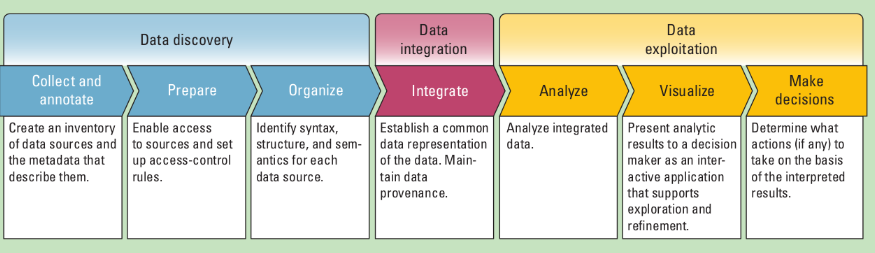 Data discovery
Data
integration
Data
exploitation
Collect and
annotate
Prepare
Organize
Integrate
Analyze
Visualize
Make
decisions
Create an inventory
of data sources and
the metadata that
describe them.
Enable access
to sources and set
up access-control
rules.
Identify syntax,
structure, and sem-
antics for each
data source.
Establish a common
data representation
of the data. Main-
tain data
provenance.
Analyze integrated
data.
Present analytic
results to a decision
maker as an inter-
active application
that supports
exploration and
refinement.
Determine what
actions (if any) to
take on the basis
of the interpreted
results.